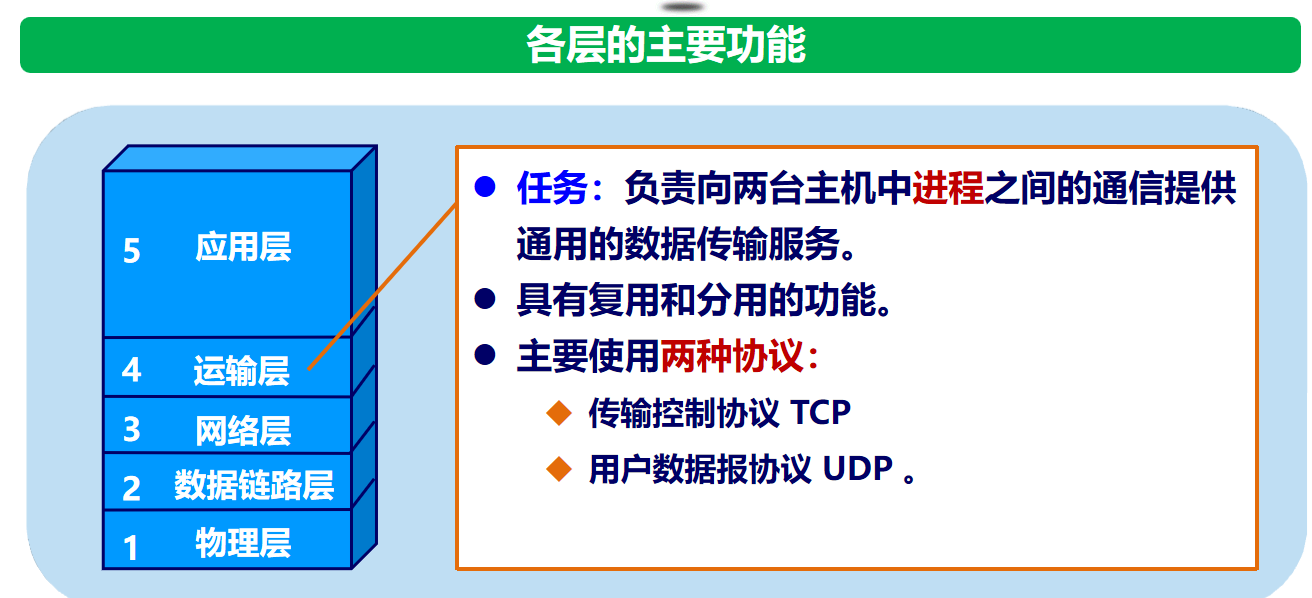 各层的主要功能
5 应用层
4 运输层
3 网络层
2 数据链路层
1 物理层
● 任务：负责向两台主机中进程之间的通信提供
通用的数据传输服务。
● 具有复用和分用的功能。
● 主要使用两种协议：
◆ 传输控制协议 TCP
◆ 用户数据报协议 UDP 。